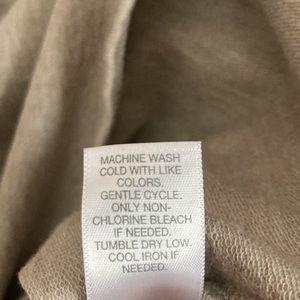 MACHINE WASH
COLD WITH LIKE
COLORS.
GENTLE CYCLE.
ONLY NON-
CHLORINE BLEACH
IF NEEDED.
TUMBLE DRY LOW.
COOL IRON IF
NEEDED.